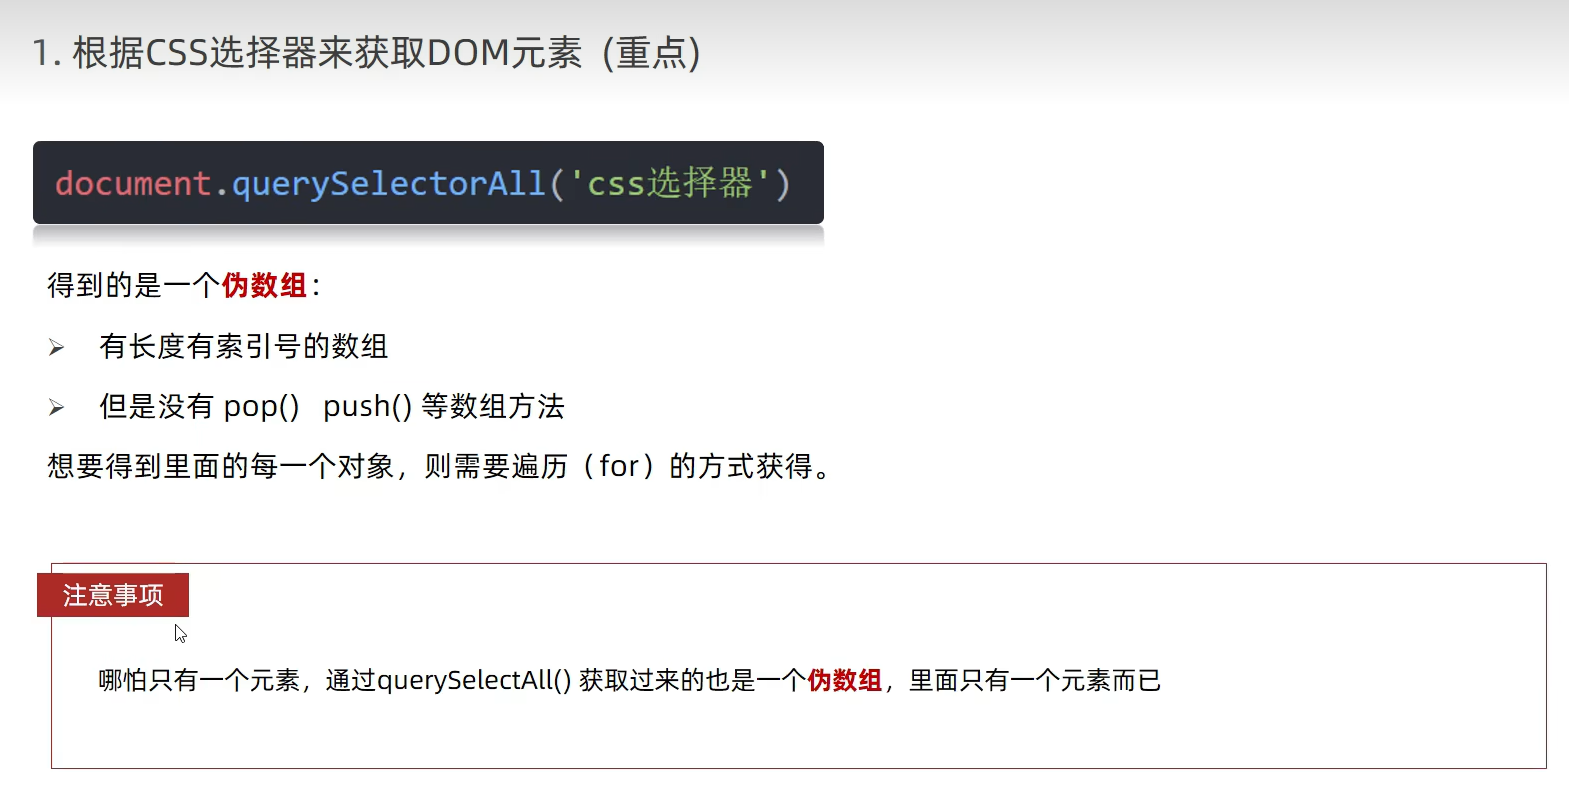 1. 根据CSS选择器来获取DOM元素 (重点)
document.querySelectorAll('css选择器')
得到的是一个伪数组：
➢ 有长度有索引号的数组
➢ 但是没有 pop() push() 等数组方法
想要得到里面的每一个对象，则需要遍历（for）的方式获得。
注意事项
哪怕只有一个元素，通过querySelectAll() 获取过来的也是一个伪数组，里面只有一个元素而已